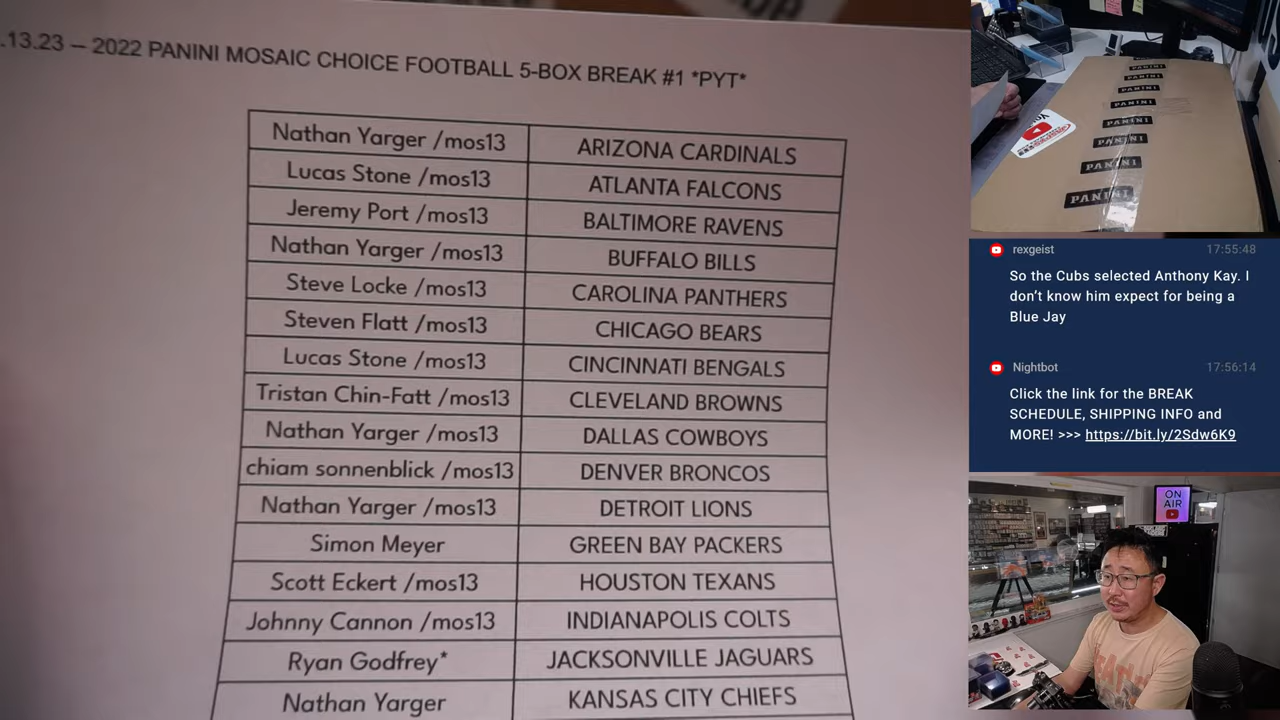 .13.23 – 2022 PANINI MOSAIC CHOICE FOOTBALL 5-BOX BREAK #1 *PYT*
Nathan Yarger /mos13 ARIZONA CARDINALS
Lucas Stone /mos13 ATLANTA FALCONS
Jeremy Port /mos13 BALTIMORE RAVENS
Nathan Yarger /mos13 BUFFALO BILLS
Steve Locke /mos13 CAROLINA PANTHERS
Steven Flatt /mos13 CHICAGO BEARS
Lucas Stone /mos13 CINCINNATI BENGALS
Tristan Chin-Fatt /mos13 CLEVELAND BROWNS
Nathan Yarger /mos13 DALLAS COWBOYS
chiam sonnenblick /mos13 DENVER BRONCOS
Nathan Yarger /mos13 DETROIT LIONS
Simon Meyer GREEN BAY PACKERS
Scott Eckert /mos13 HOUSTON TEXANS
Johnny Cannon /mos13 INDIANAPOLIS COLTS
Ryan Godfrey* JACKSONVILLE JAGUARS
Nathan Yarger KANSAS CITY CHIEFS
PANINI
PANINI
PANINI
PANINI
PANINI
PANINI
PANINI
PANINI
rexgeist 17:55:48
So the Cubs selected Anthony Kay. I
don't know him expect for being a
Blue Jay
Nightbot 17:56:14
Click the link for the BREAK
SCHEDULE, SHIPPING INFO and
MORE! >>> https://bit.ly/2Sdw6K9
ON
AIR